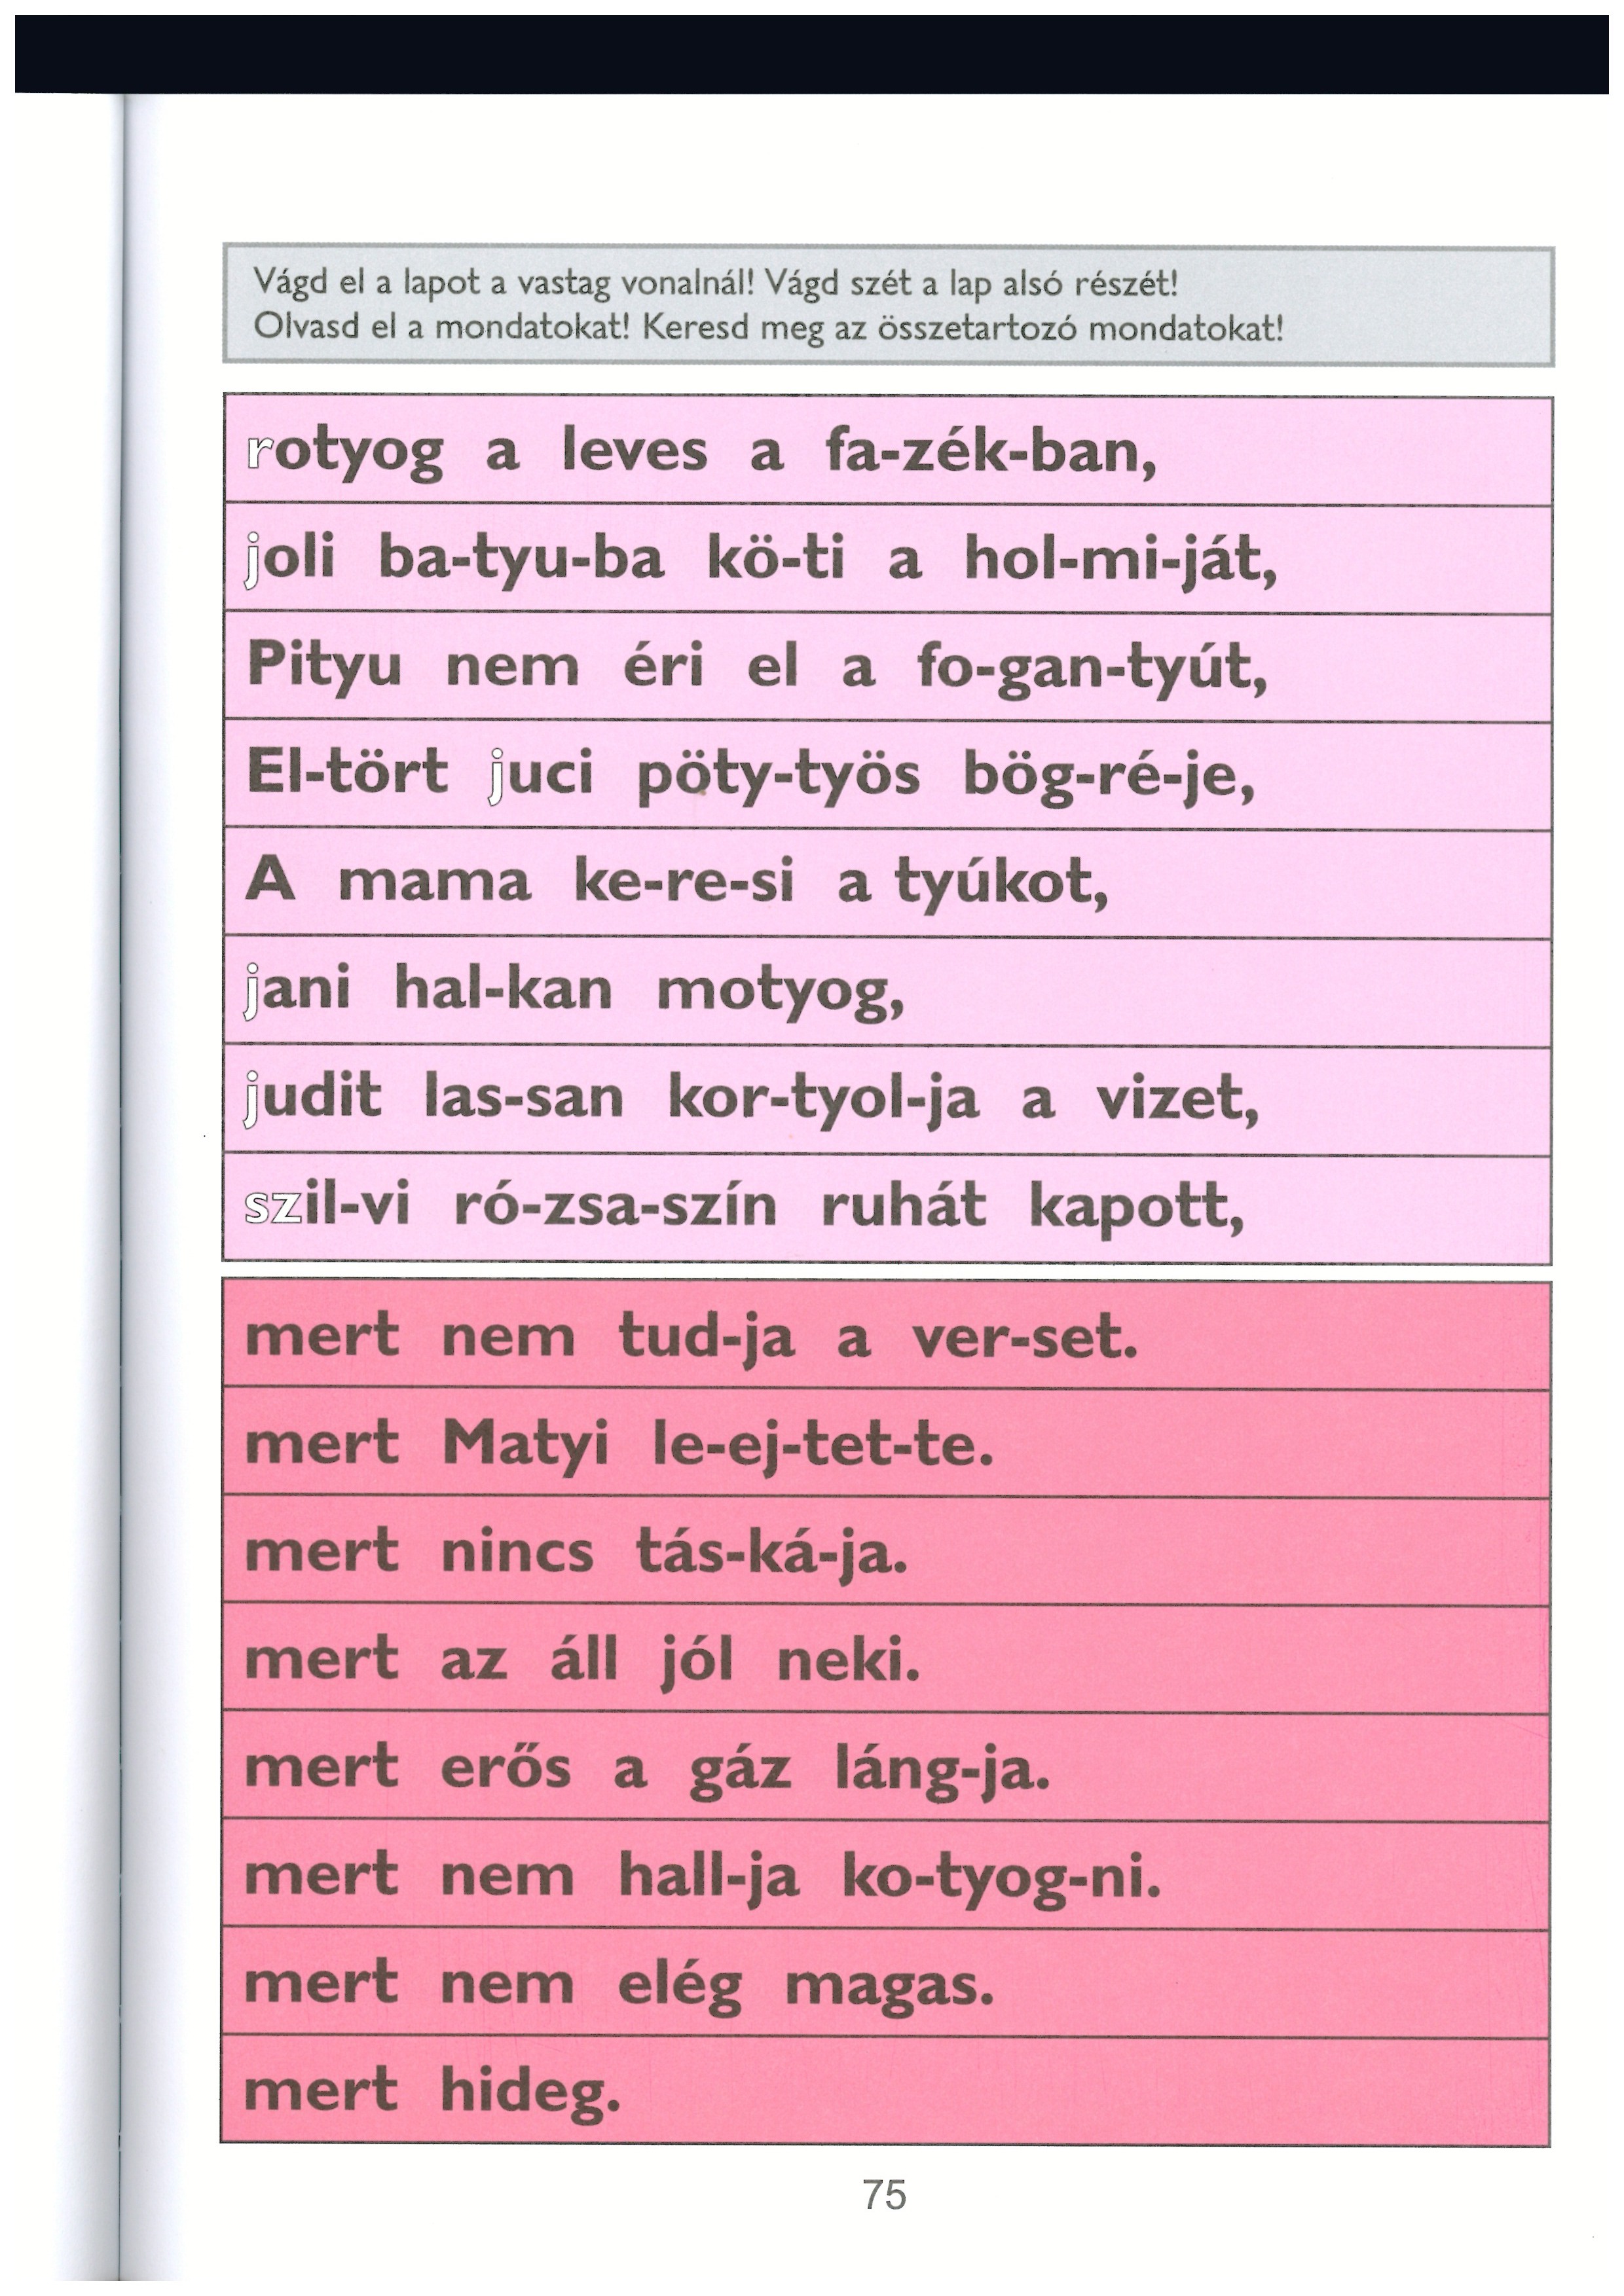 Vágd el a lapot a vastag vonalnál! Vágd szét a lap alsó részét!
Olvasd el a mondatokat! Keresd meg az összetartozó mondatokat!
rotyog a leves a fa-zék-ban,
joli ba-tyu-ba kö-ti a hol-mi-ját,
Pityu nem éri el a fo-gan-tyút,
El-tört juci pöty-työs bög-ré-je,
A mama ke-re-si a tyúkot,
jani hal-kan motyog,
judit las-san kor-tyol-ja a vizet,
szil-vi ró-zsa-szín ruhát kapott,
mert nem tud-ja a ver-set.
mert Matyi le-ej-tet-te.
mert nincs tás-ká-ja.
mert az áll jól neki.
mert erős a gáz láng-ja.
mert nem hall-ja ko-tyog-ni.
mert nem elég magas.
mert hideg.
75